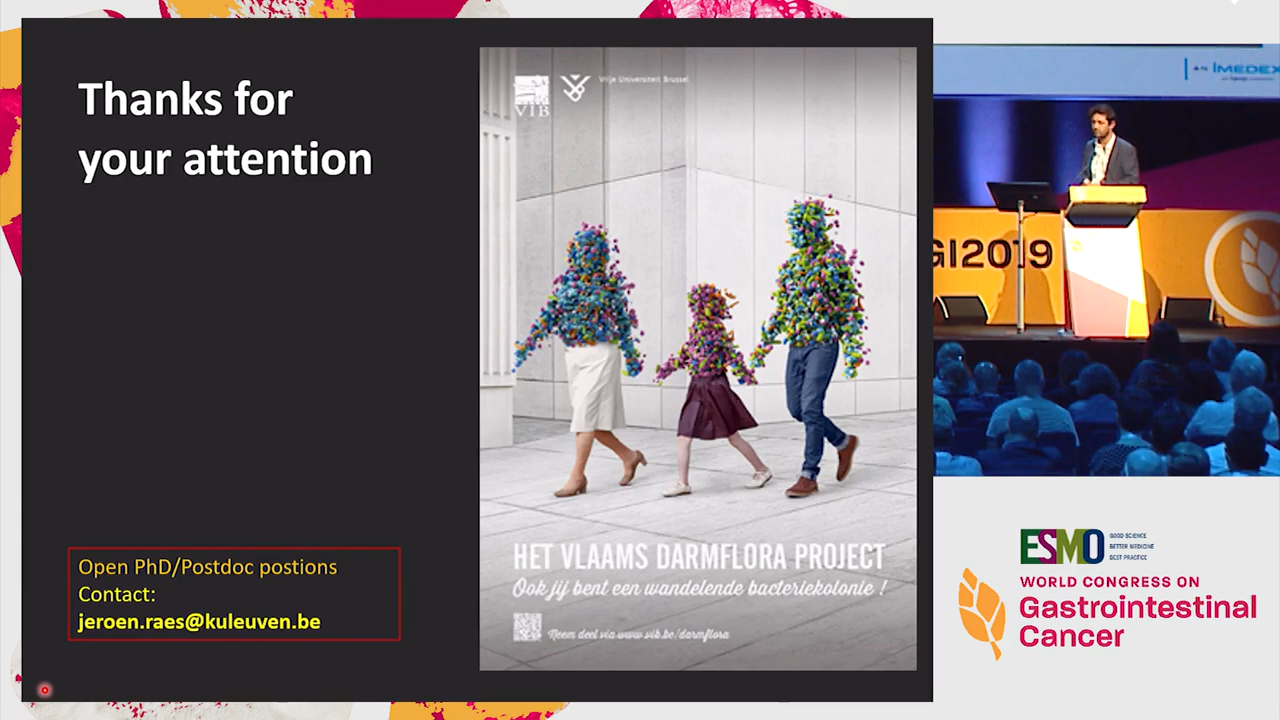 Thanks for
your attention
VIB
Vrije Universiteit Brussel
HET VLAAMS DARMFLORA PROJECT
Ook jij bent een wandelende bacteriekolonie !
Neem deel via www.vib.be/darmflora
Open PhD/Postdoc postions
Contact:
jeroen.raes@kuleuven.be
AN IMEDEX
GI2019
ESMO
GOOD SCIENCE
BETTER MEDICINE
BEST PRACTICE
WORLD CONGRESS ON
Gastrointestinal
Cancer